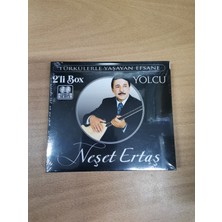 TÜRKÜLERLE YAŞAYAN EFSANE
2'li Box
YOLCU
Neşet Ertaş